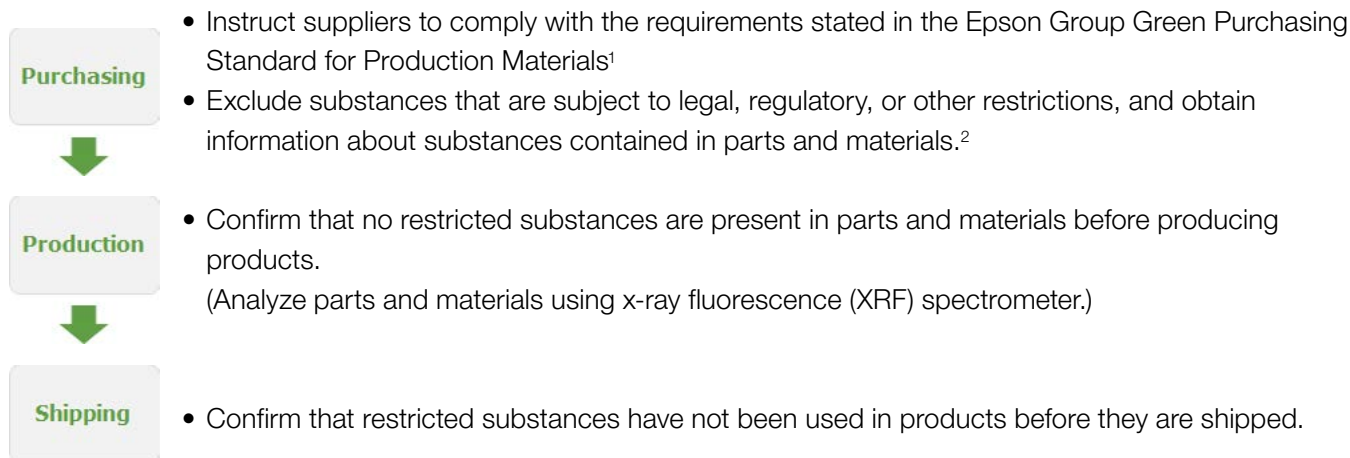 Purchasing
• Instruct suppliers to comply with the requirements stated in the Epson Group Green Purchasing
Standard for Production Materials¹
• Exclude substances that are subject to legal, regulatory, or other restrictions, and obtain
information about substances contained in parts and materials.²
Production
• Confirm that no restricted substances are present in parts and materials before producing
products.
(Analyze parts and materials using x-ray fluorescence (XRF) spectrometer.)
Shipping
• Confirm that restricted substances have not been used in products before they are shipped.